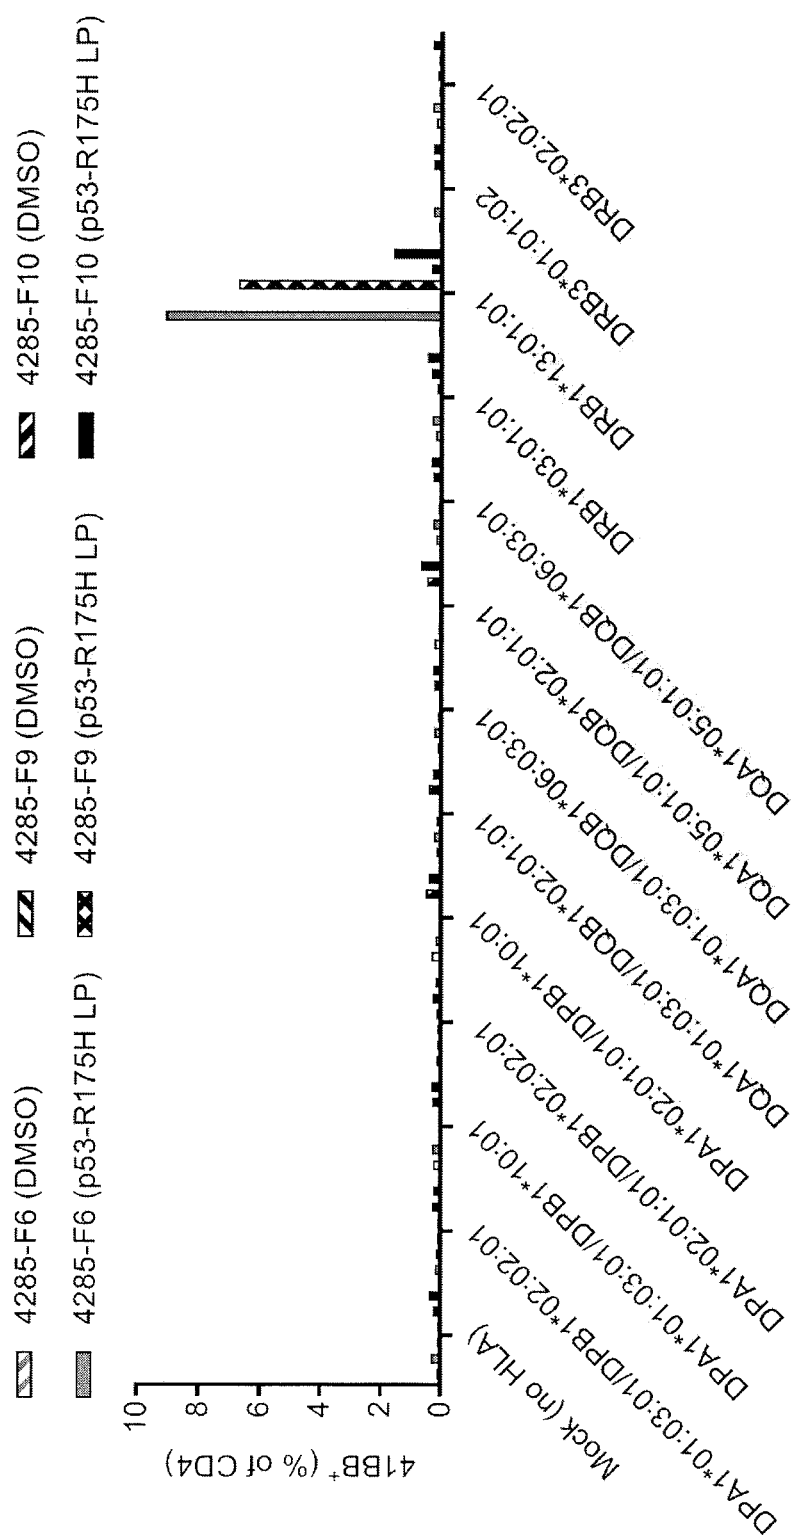 4285-F6 (DMSO)
4285-F9 (DMSO)
4285-F10 (DMSO)
4285-F6 (p53-R175H LP)
4285-F9 (p53-R175H LP)
4285-F10 (p53-R175H LP)
41BB⁺ (% of CD4)
10
8
6
4
2
0
Mock (no HLA)
DPA1*01:03:01/DPB1*02:02:01
DPA1*01:03:01/DPB1*10:01
DPA1*02:01:01/DPB1*02:02:01
DPA1*02:01:01/DPB1*10:01
DQA1*01:03:01/DQB1*02:01:01
DQA1*01:03:01/DQB1*06:03:01
DQA1*05:01:01/DQB1*02:01:01
DQA1*05:01:01/DQB1*06:03:01
DRB1*03:01:01
DRB1*13:01:01
DRB3*01:01:02
DRB3*02:02:01